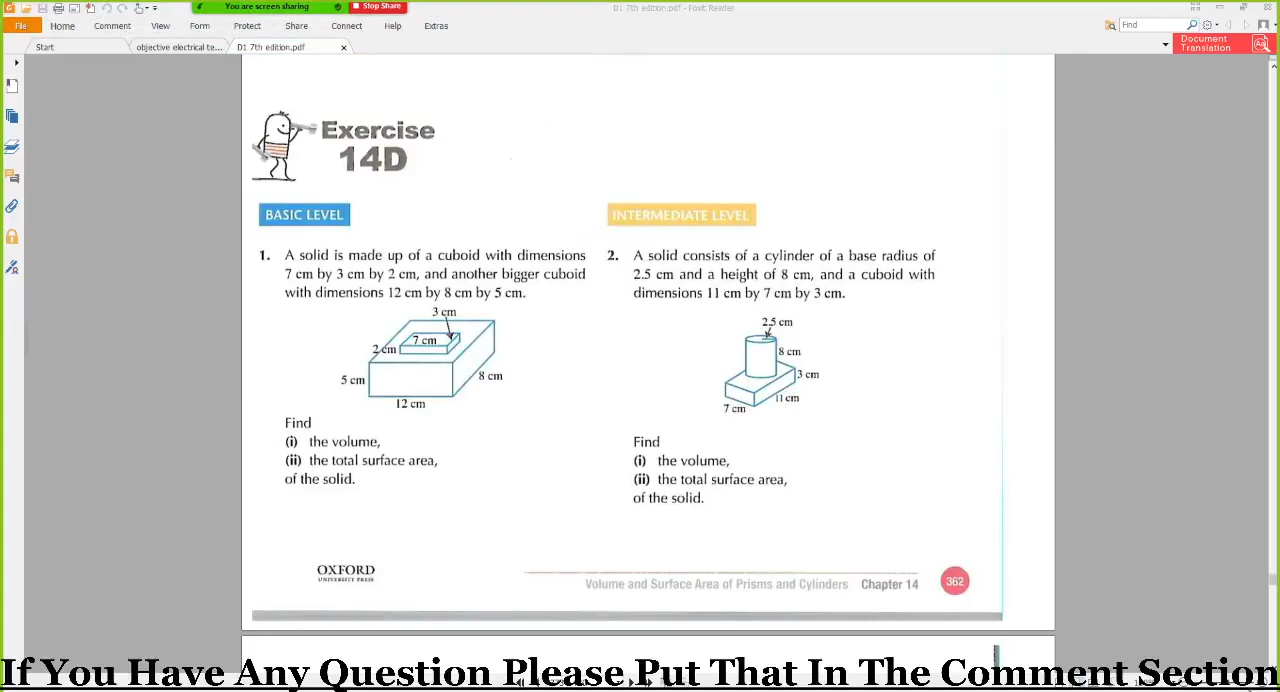 You are screen sharing
Stop Share
D1 7th edition.pdf - Foxit Reader
File Home Comment View Form Protect Share Connect Help Extras
Find
Document
Translation
Start
objective electrical te...
D1 7th edition.pdf
Exercise
14D
BASIC LEVEL
1. A solid is made up of a cuboid with dimensions
7 cm by 3 cm by 2 cm, and another bigger cuboid
with dimensions 12 cm by 8 cm by 5 cm.
3 cm
7 cm
2 cm
5 cm
8 cm
12 cm
Find
(i) the volume,
(ii) the total surface area,
of the solid.
INTERMEDIATE LEVEL
2. A solid consists of a cylinder of a base radius of
2.5 cm and a height of 8 cm, and a cuboid with
dimensions 11 cm by 7 cm by 3 cm.
2.5 cm
8 cm
3 cm
11 cm
7 cm
Find
(i) the volume,
(ii) the total surface area,
of the solid.
OXFORD
UNIVERSITY PRESS
Volume and Surface Area of Prisms and Cylinders Chapter 14
362
If You Have Any Question Please Put That In The Comment Section